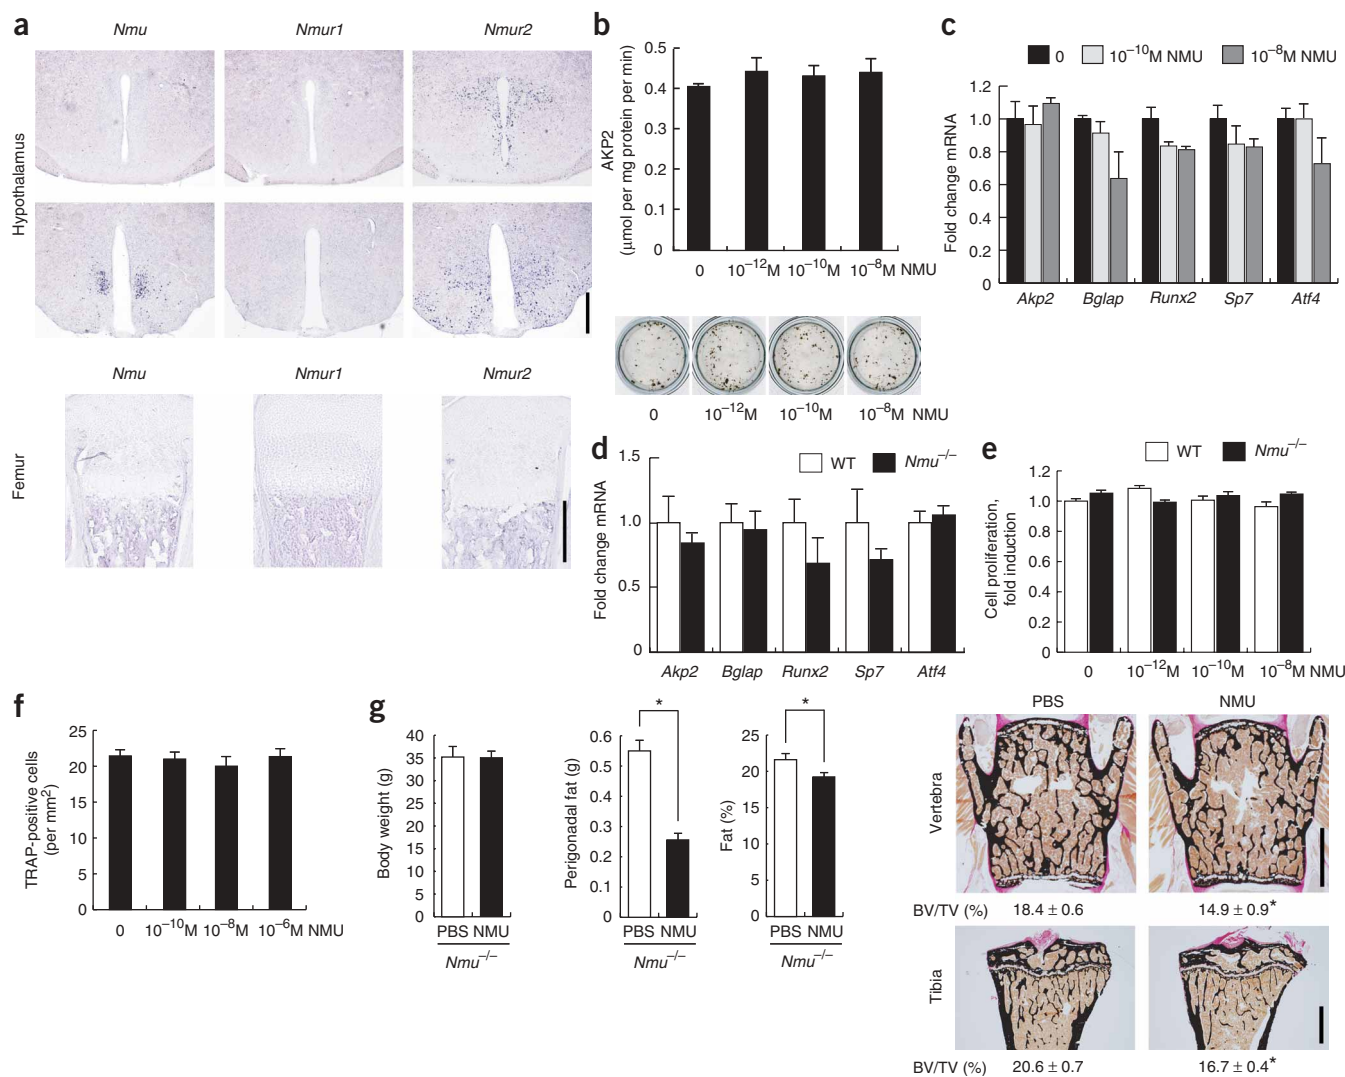 a
Nmu Nmur1 Nmur2
Hypothalamus
Nmu Nmur1 Nmur2
Femur
b
AKP2
(μmol per mg protein per min)
0.5
0.4
0.3
0.2
0.1
0
0 10⁻¹²M 10⁻¹⁰M 10⁻⁸M NMU
0 10⁻¹²M 10⁻¹⁰M 10⁻⁸M NMU
c
0 10⁻¹⁰M NMU 10⁻⁸M NMU
Fold change mRNA
1.2
1.0
0.8
0.6
0.4
0.2
0
Akp2 Bglap Runx2 Sp7 Atf4
d
WT Nmu⁻/⁻
Fold change mRNA
1.5
1.0
0.5
0
Akp2 Bglap Runx2 Sp7 Atf4
e
WT Nmu⁻/⁻
Cell proliferation,
fold induction
1.2
1.0
0.8
0.6
0.4
0.2
0
0 10⁻¹²M 10⁻¹⁰M 10⁻⁸M NMU
f
TRAP-positive cells
(per mm²)
25
20
15
10
5
0
0 10⁻¹⁰M 10⁻⁸M 10⁻⁶M NMU
g
Body weight (g)
45
40
35
30
25
20
15
10
5
0
PBS NMU
Nmu⁻/⁻
Perigonadal fat (g)
*
0.6
0.5
0.4
0.3
0.2
0.1
0
PBS NMU
Nmu⁻/⁻
Fat (%)
*
25
20
15
10
5
0
PBS NMU
Nmu⁻/⁻
PBS NMU
Vertebra
BV/TV (%) 18.4 ± 0.6 14.9 ± 0.9*
Tibia
BV/TV (%) 20.6 ± 0.7 16.7 ± 0.4*